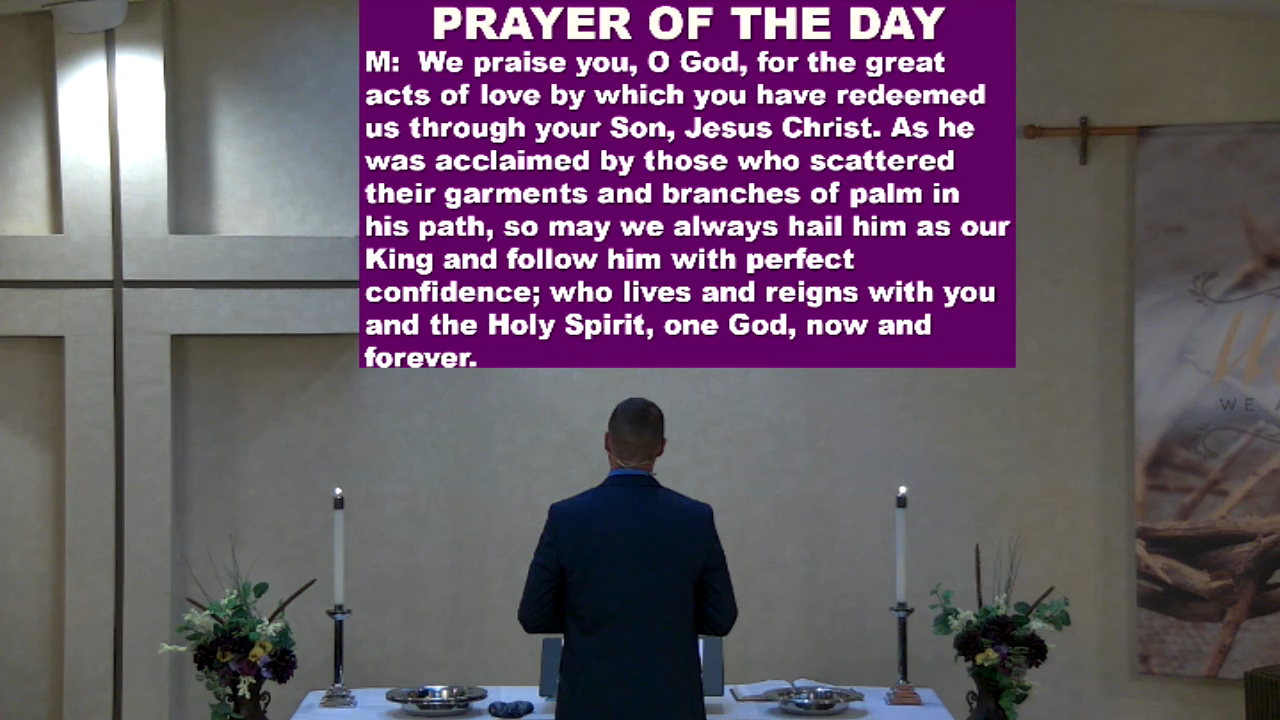 PRAYER OF THE DAY
M:  We praise you, O God, for the great
acts of love by which you have redeemed
us through your Son, Jesus Christ. As he
was acclaimed by those who scattered
their garments and branches of palm in
his path, so may we always hail him as our
King and follow him with perfect
confidence; who lives and reigns with you
and the Holy Spirit, one God, now and
forever.
WE